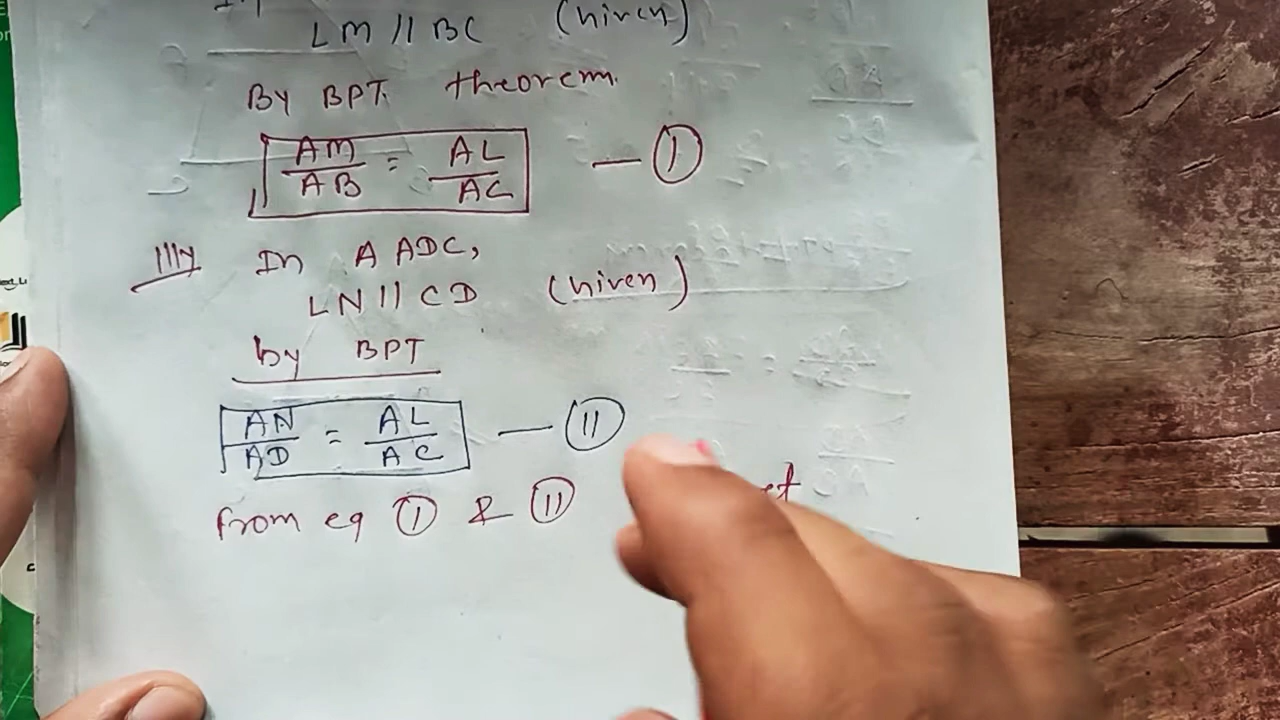 LM || BC (Given)
By BPT theorem.
AM/AB = AL/AC — (I)
Illly In Δ ADC,
LN || CD (Given)
by BPT
AN/AD = AL/AC — (II)
from eq (I) & (II)